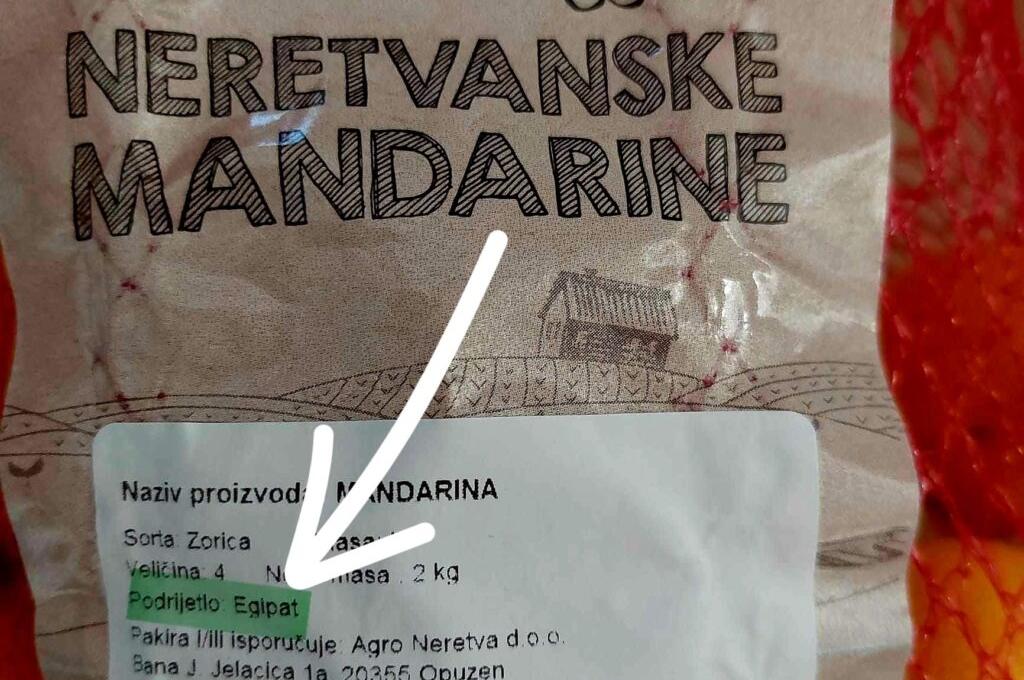 NERETVANSKE
MANDARINE
Naziv proizvoda MANDARINA
Sorta: Zorica
Veličina: 4 masa : 2 kg
Podrijetlo: Egipat
Pakira I/ili isporučuje: Agro Neretva d.o.o.
Bana J. Jelacica 1a, 20355 Opuzen